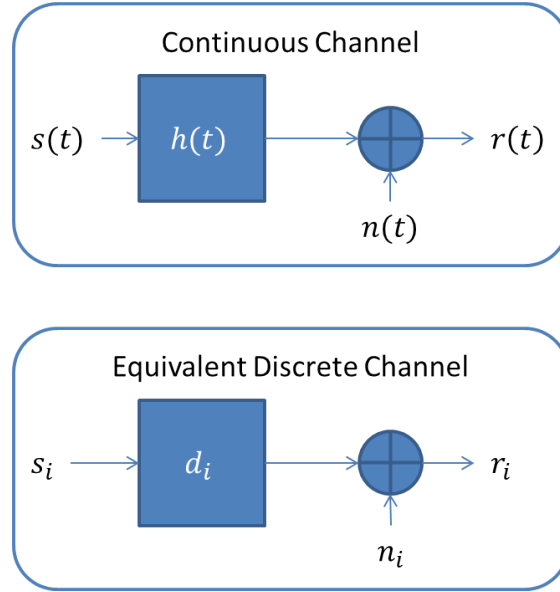 Continuous Channel
s(t) h(t) r(t)
n(t)
Equivalent Discrete Channel
s_i d_i r_i
n_i